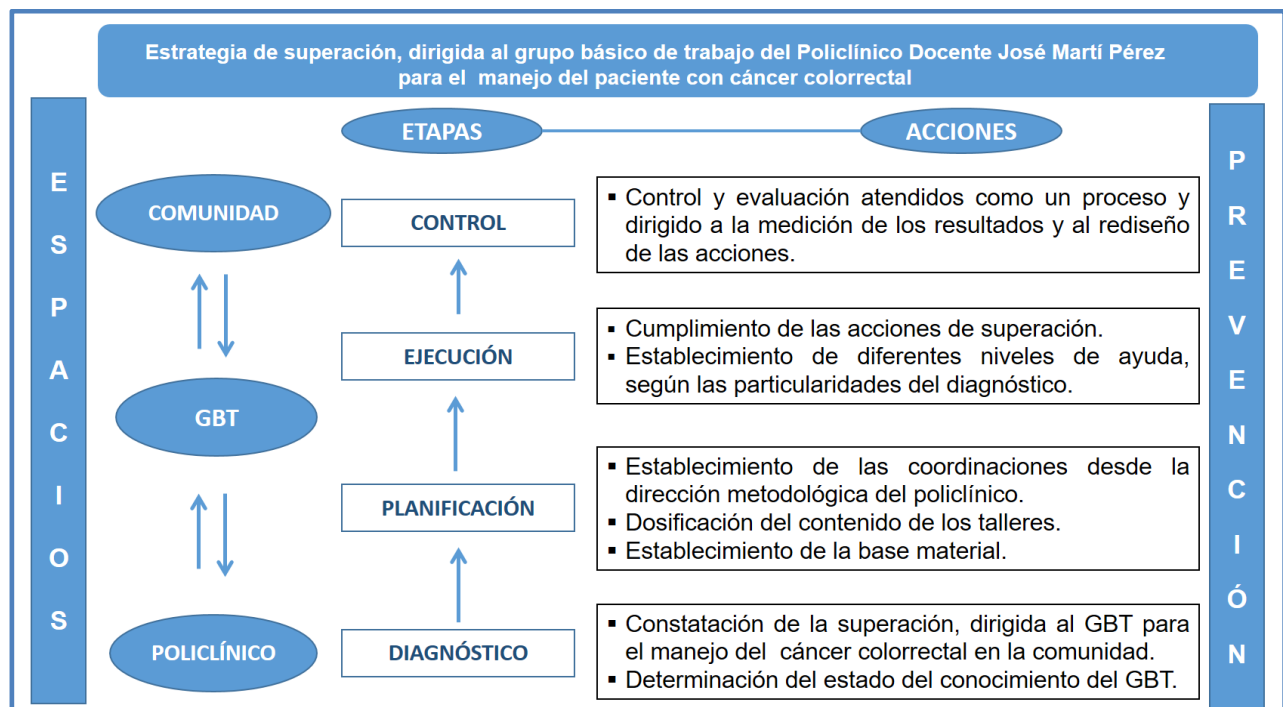 Estrategia de superación, dirigida al grupo básico de trabajo del Policlínico Docente José Martí Pérez
para el manejo del paciente con cáncer colorrectal
ESPACIOS
ETAPAS
ACCIONES
PREVENCIÓN
COMUNIDAD
CONTROL
▪ Control y evaluación atendidos como un proceso y
dirigido a la medición de los resultados y al rediseño
de las acciones.
GBT
EJECUCIÓN
▪ Cumplimiento de las acciones de superación.
▪ Establecimiento de diferentes niveles de ayuda,
según las particularidades del diagnóstico.
PLANIFICACIÓN
▪ Establecimiento de las coordinaciones desde la
dirección metodológica del policlínico.
▪ Dosificación del contenido de los talleres.
▪ Establecimiento de la base material.
POLICLÍNICO
DIAGNÓSTICO
▪ Constatación de la superación, dirigida al GBT para
el manejo del cáncer colorrectal en la comunidad.
▪ Determinación del estado del conocimiento del GBT.